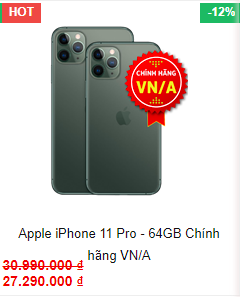 HOT
-12%
CHÍNH HÃNG
VN/A
Apple iPhone 11 Pro - 64GB Chính
hãng VN/A
30.990.000 ₫
27.290.000 ₫